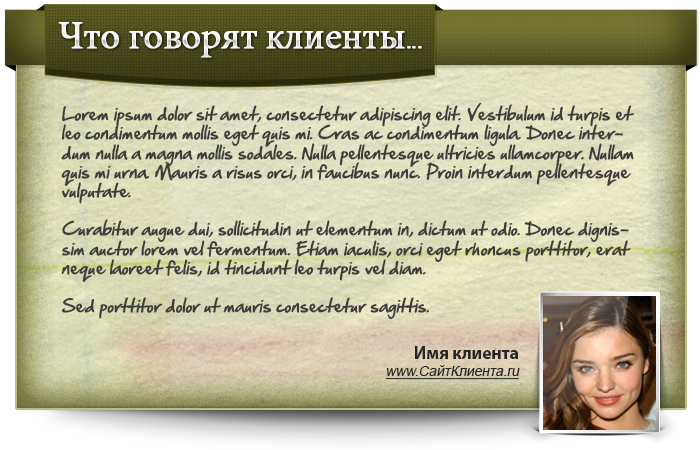 Что говорят клиенты...
Lorem ipsum dolor sit amet, consectetur adipiscing elit. Vestibulum id turpis et
leo condimentum mollis eget quis mi. Cras ac condimentum ligula. Donec inter-
dum nulla a magna mollis sodales. Nulla pellentesque ultricies ullamcorper. Nullam
quis mi urna. Mauris a risus orci, in faucibus nunc. Proin interdum pellentesque
vulputate.
Curabitur augue dui, sollicitudin ut elementum in, dictum ut odio. Donec dignis-
sim auctor lorem vel fermentum. Etiam iaculis, orci eget rhoncus porttitor, erat
neque laoreet felis, id tincidunt leo turpis vel diam.
Sed porttitor dolor ut mauris consectetur sagittis.
Имя клиента
www.СайтКлиента.ru